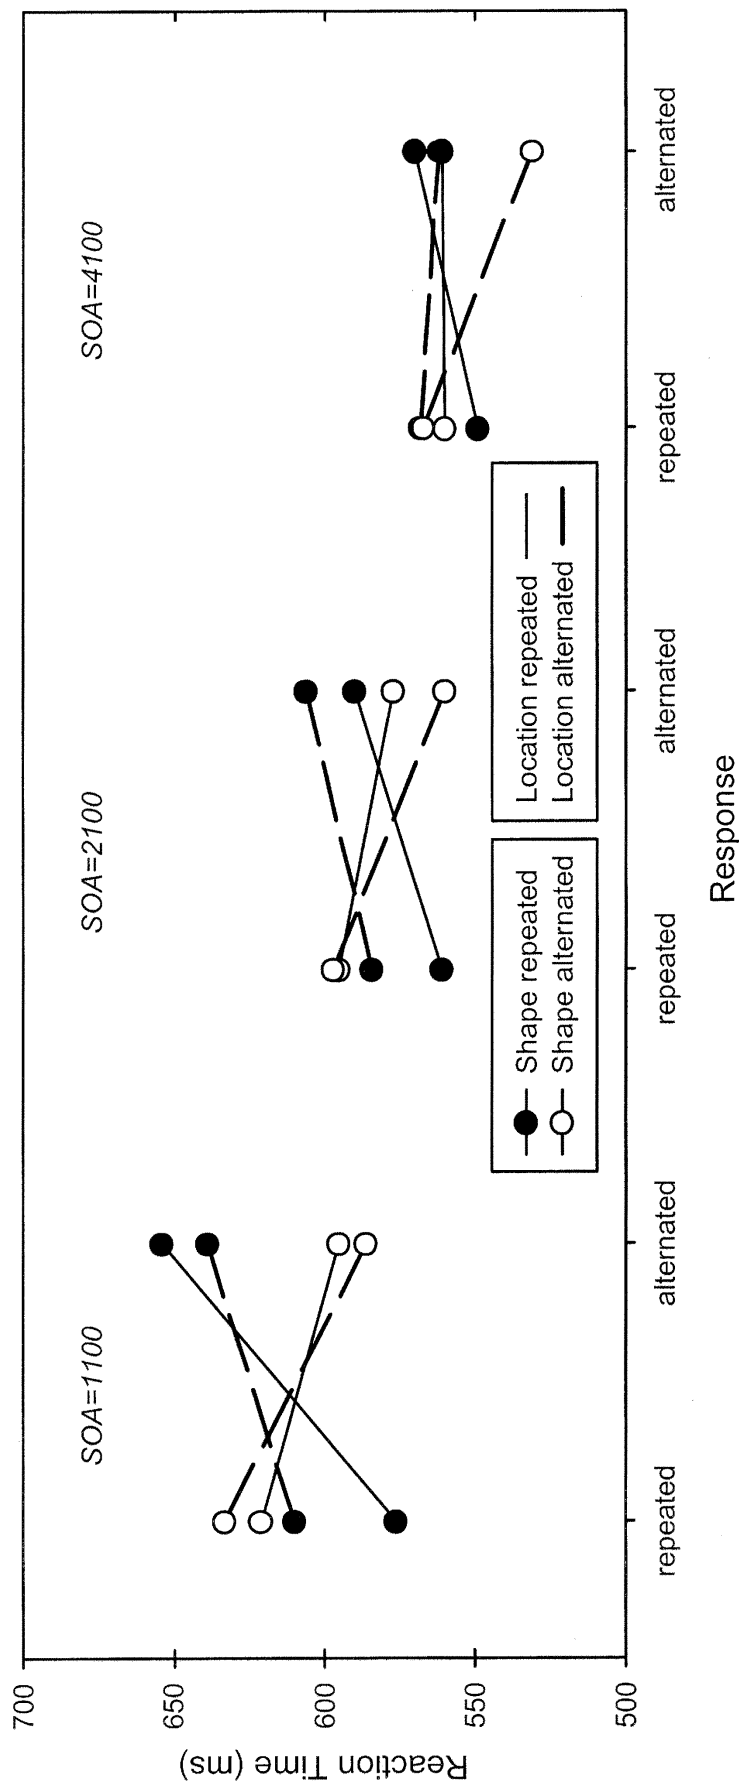 SOA=1100
SOA=2100
SOA=4100
Reaction Time (ms)
700
650
600
550
500
Shape repeated
Shape alternated
Location repeated
Location alternated
repeated
alternated
repeated
alternated
repeated
alternated
Response